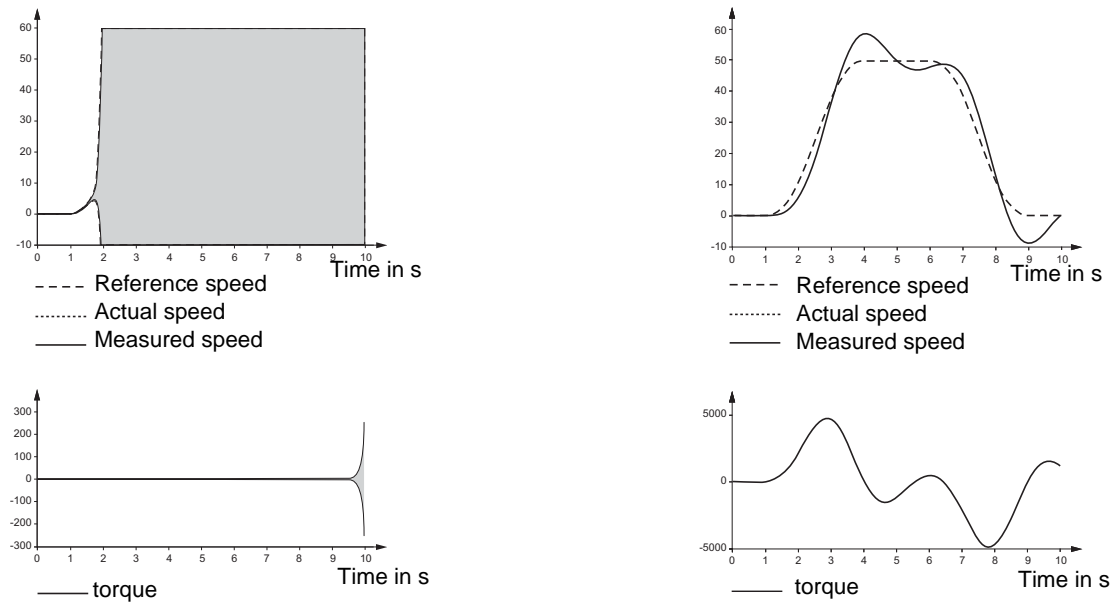 60
50
40
30
20
10
0
-10
0 1 2 3 4 5 6 7 8 9 10
Time in s
Reference speed
Actual speed
Measured speed
60
50
40
30
20
10
0
-10
0 1 2 3 4 5 6 7 8 9 10
Time in s
Reference speed
Actual speed
Measured speed
300
200
100
0
-100
-200
-300
0 1 2 3 4 5 6 7 8 9 10
Time in s
torque
5000
0
-5000
0 1 2 3 4 5 6 7 8 9 10
Time in s
torque